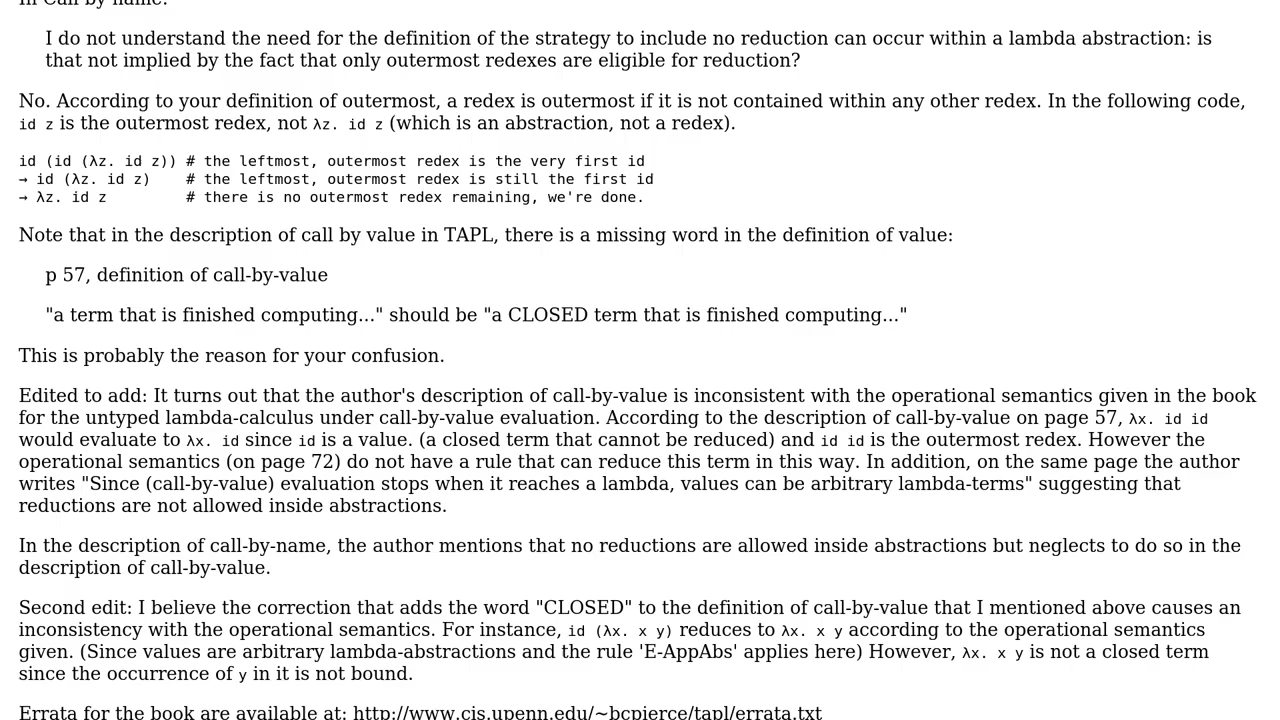 In Call by name:
I do not understand the need for the definition of the strategy to include no reduction can occur within a lambda abstraction: is
that not implied by the fact that only outermost redexes are eligible for reduction?
No. According to your definition of outermost, a redex is outermost if it is not contained within any other redex. In the following code,
id z is the outermost redex, not λz. id z (which is an abstraction, not a redex).
id (id (λz. id z)) # the leftmost, outermost redex is the very first id
→ id (λz. id z)    # the leftmost, outermost redex is still the first id
→ λz. id z         # there is no outermost redex remaining, we're done.
Note that in the description of call by value in TAPL, there is a missing word in the definition of value:
p 57, definition of call-by-value
"a term that is finished computing..." should be "a CLOSED term that is finished computing..."
This is probably the reason for your confusion.
Edited to add: It turns out that the author's description of call-by-value is inconsistent with the operational semantics given in the book
for the untyped lambda-calculus under call-by-value evaluation. According to the description of call-by-value on page 57, λx. id id
would evaluate to λx. id since id is a value. (a closed term that cannot be reduced) and id id is the outermost redex. However the
operational semantics (on page 72) do not have a rule that can reduce this term in this way. In addition, on the same page the author
writes "Since (call-by-value) evaluation stops when it reaches a lambda, values can be arbitrary lambda-terms" suggesting that
reductions are not allowed inside abstractions.
In the description of call-by-name, the author mentions that no reductions are allowed inside abstractions but neglects to do so in the
description of call-by-value.
Second edit: I believe the correction that adds the word "CLOSED" to the definition of call-by-value that I mentioned above causes an
inconsistency with the operational semantics. For instance, id (λx. x y) reduces to λx. x y according to the operational semantics
given. (Since values are arbitrary lambda-abstractions and the rule 'E-AppAbs' applies here) However, λx. x y is not a closed term
since the occurrence of y in it is not bound.
Errata for the book are available at: http://www.cis.upenn.edu/~bcpierce/tapl/errata.txt